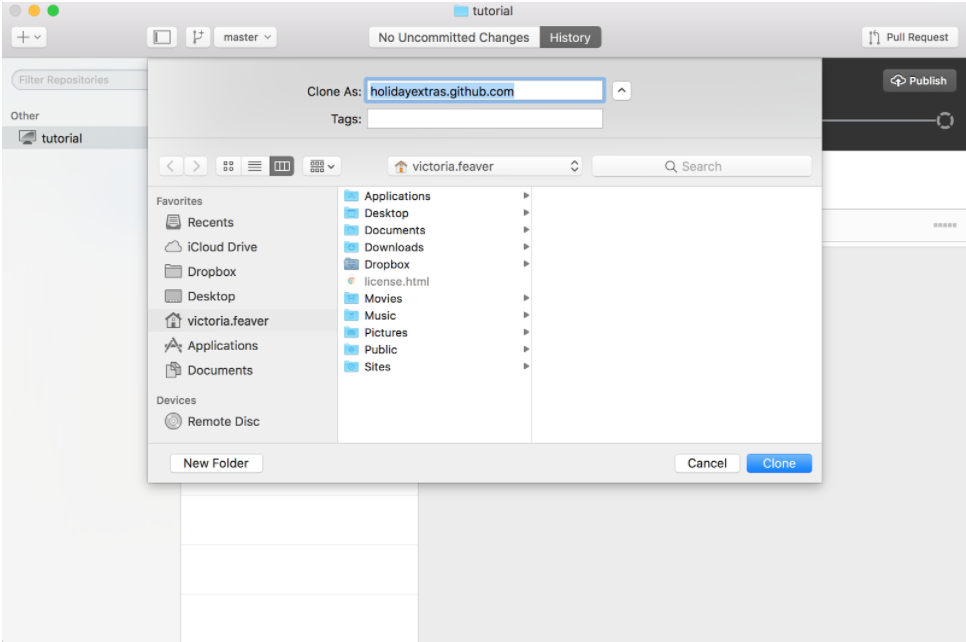 tutorial
master
No Uncommitted Changes
History
Pull Request
Filter Repositories
Other
tutorial
Publish
Clone As: holidayextras.github.com
Tags:
victoria.feaver
Search
Favorites
Recents
iCloud Drive
Dropbox
Desktop
victoria.feaver
Applications
Documents
Devices
Remote Disc
Applications
Desktop
Documents
Downloads
Dropbox
license.html
Movies
Music
Pictures
Public
Sites
New Folder
Cancel
Clone